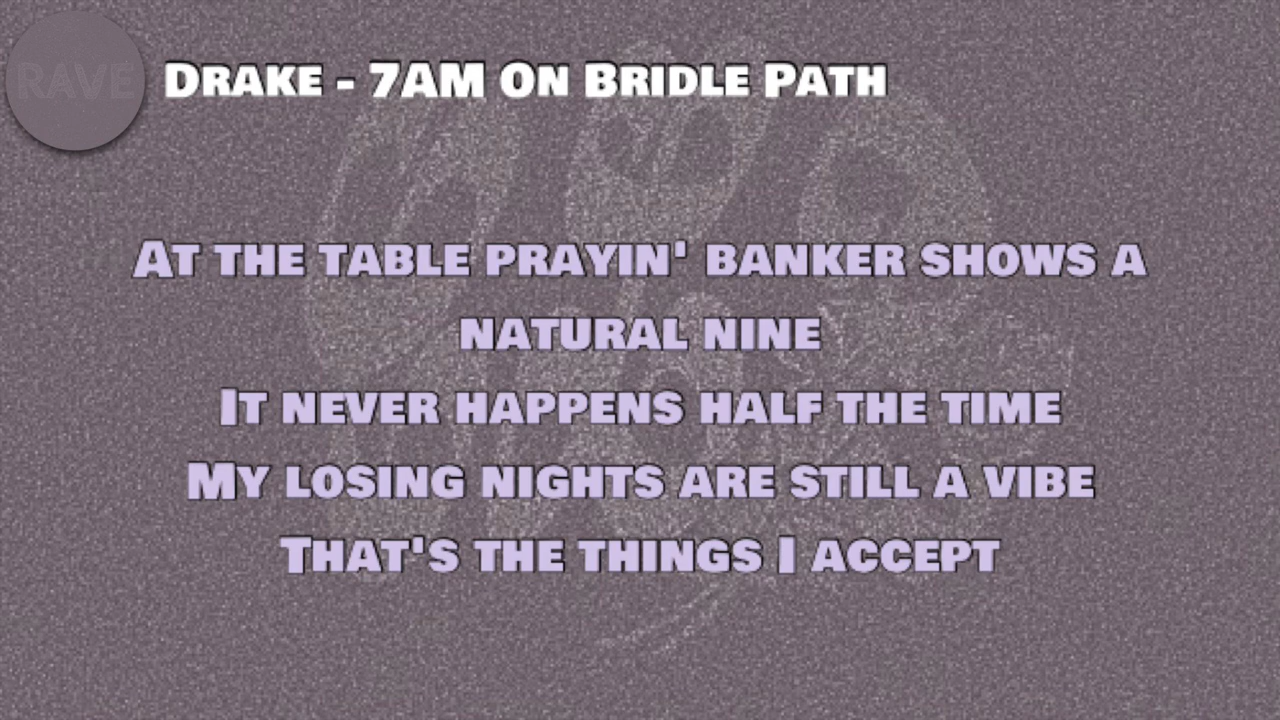 RAVE
Drake - 7AM On Bridle Path
At the table prayin' banker shows a
natural nine
It never happens half the time
My losing nights are still a vibe
That's the things I accept